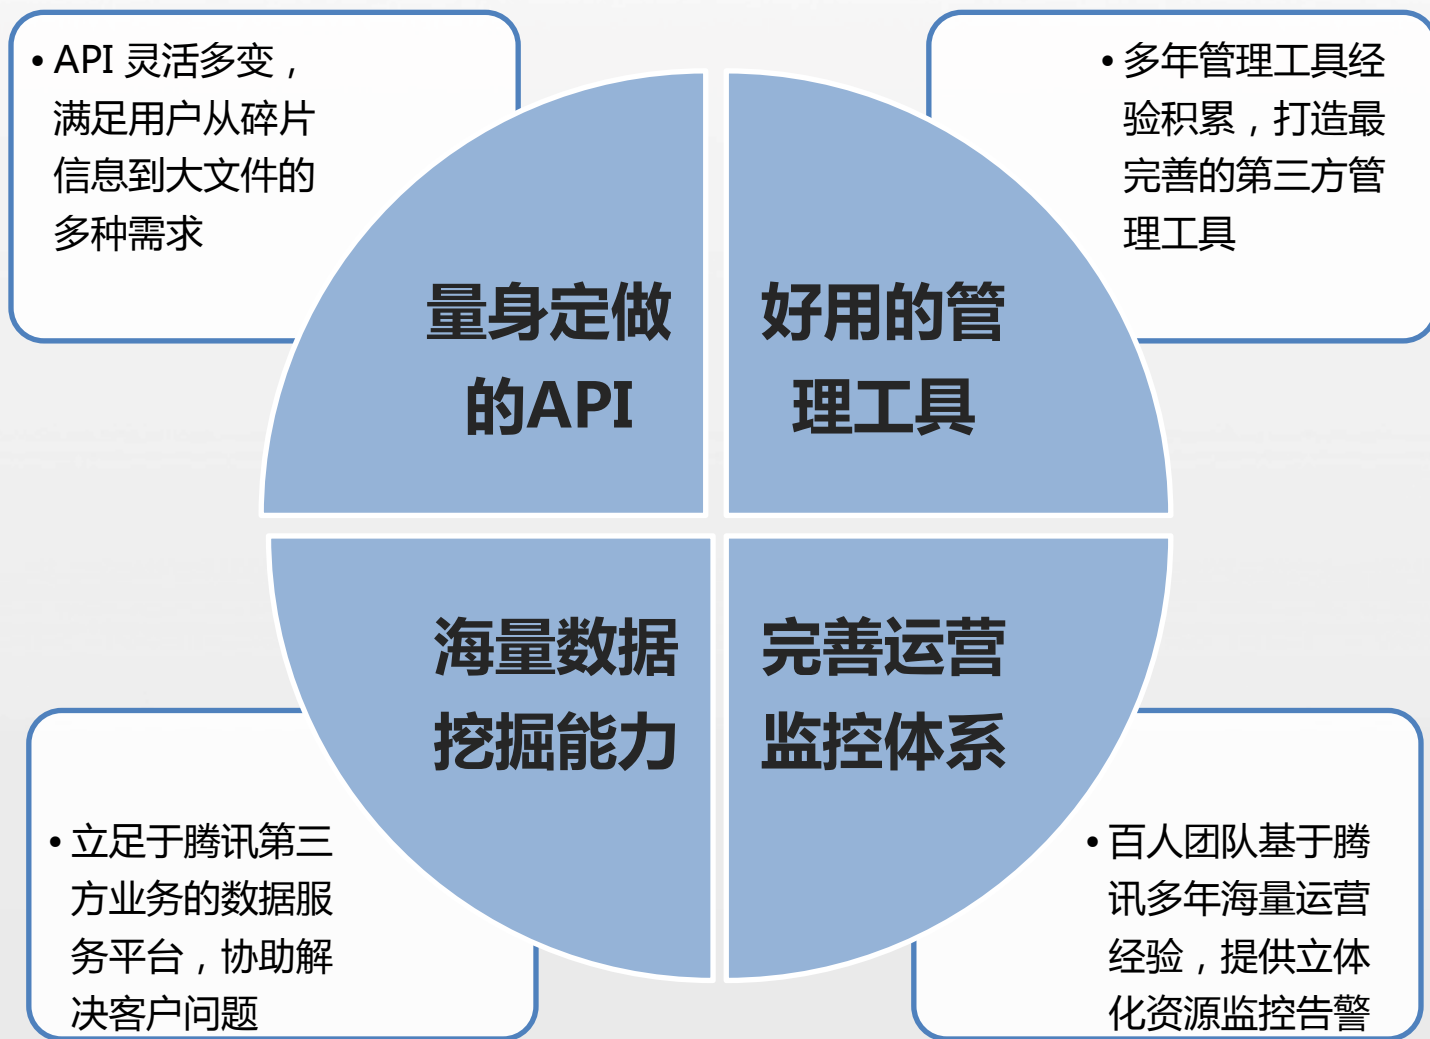 • API 灵活多变，
满足用户从碎片
信息到大文件的
多种需求
• 多年管理工具经
验积累，打造最
完善的第三方管
理工具
量身定做
的API
好用的管
理工具
海量数据
挖掘能力
完善运营
监控体系
• 立足于腾讯第三
方业务的数据服
务平台，协助解
决客户问题
• 百人团队基于腾
讯多年海量运营
经验，提供立体
化资源监控告警